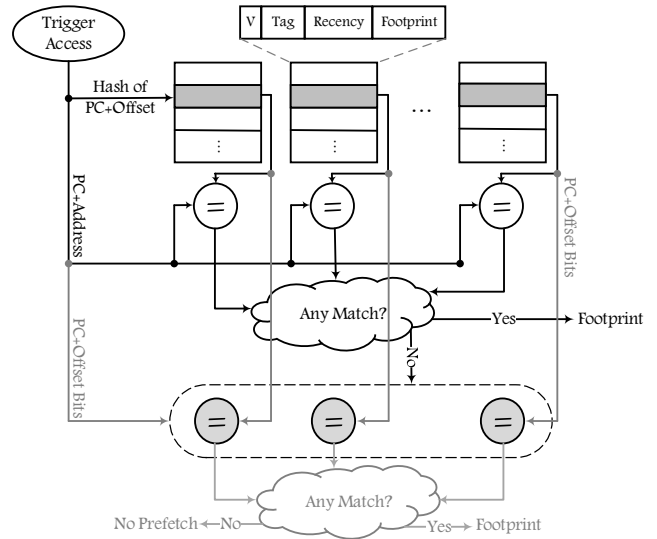 Trigger
Access
V Tag Recency Footprint
Hash of
PC+Offset
...
⋮ ⋮ ⋮
PC+Address
PC+Offset Bits
= = =
Any Match?
Yes
Footprint
No
PC+Offset Bits
= = =
Any Match?
No Prefetch
No
Yes
Footprint